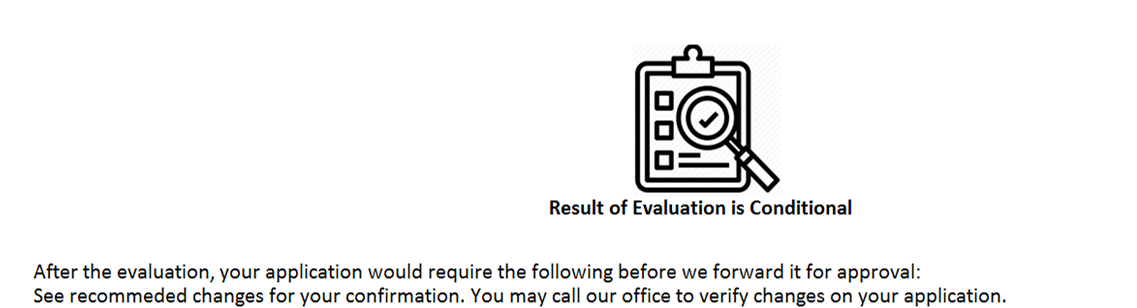 Result of Evaluation is Conditional
After the evaluation, your application would require the following before we forward it for approval:
See recommeded changes for your confirmation. You may call our office to verify changes on your application.